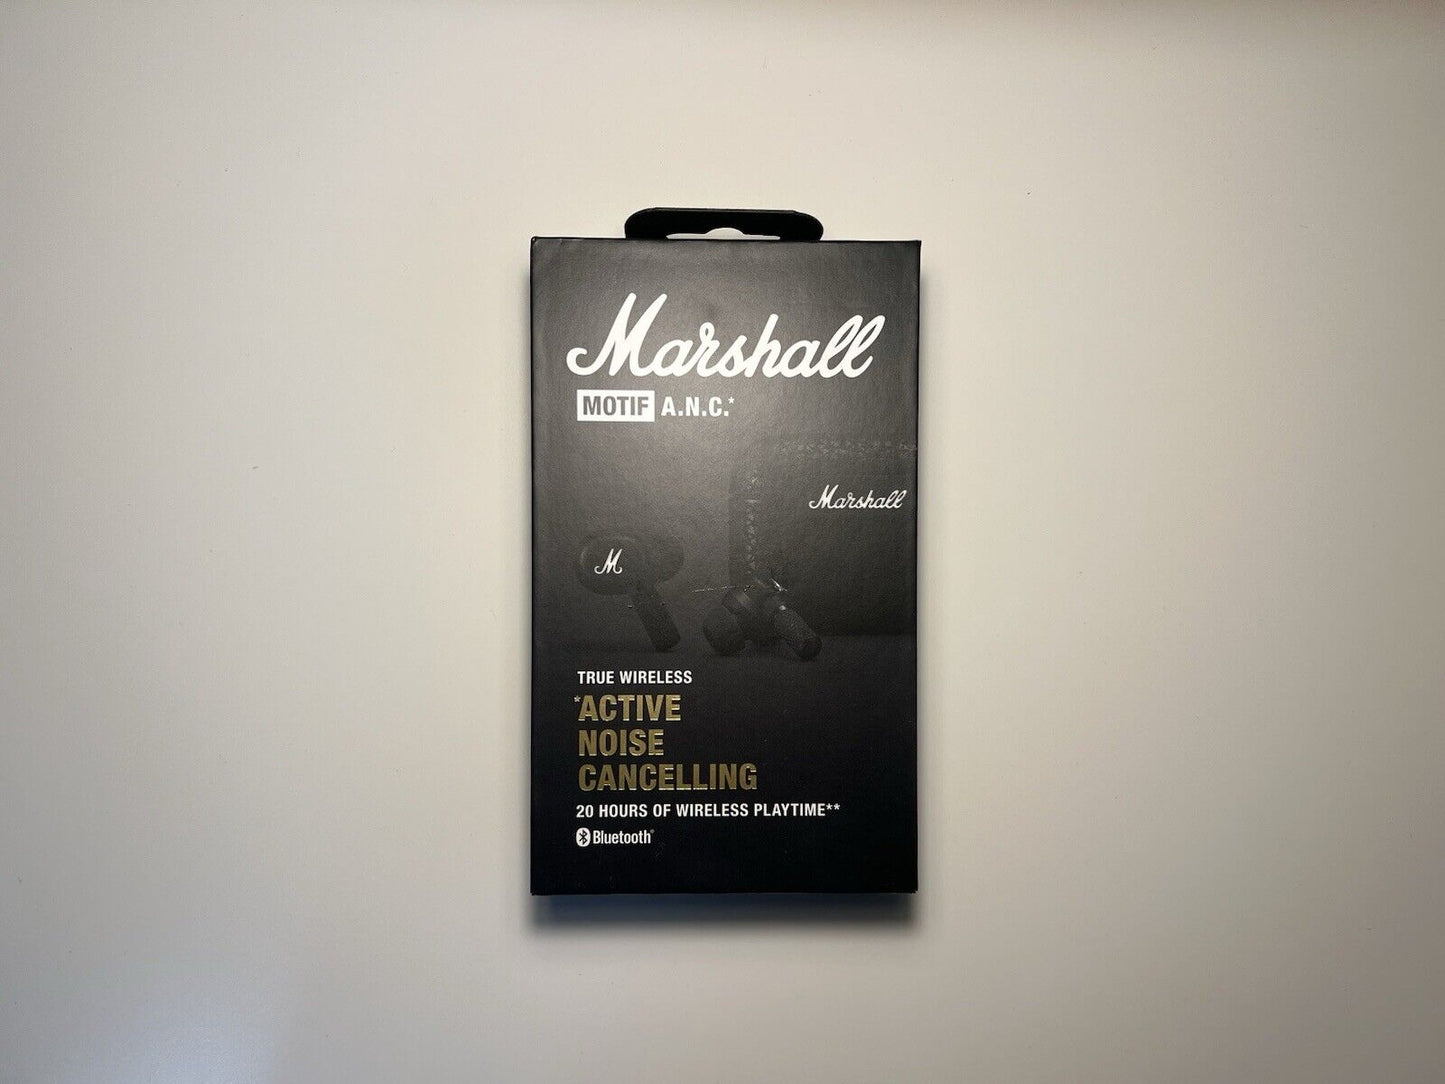 Marshall
MOTIF A.N.C.*
Marshall
M
TRUE WIRELESS
*ACTIVE
NOISE
CANCELLING
20 HOURS OF WIRELESS PLAYTIME**
Bluetooth®